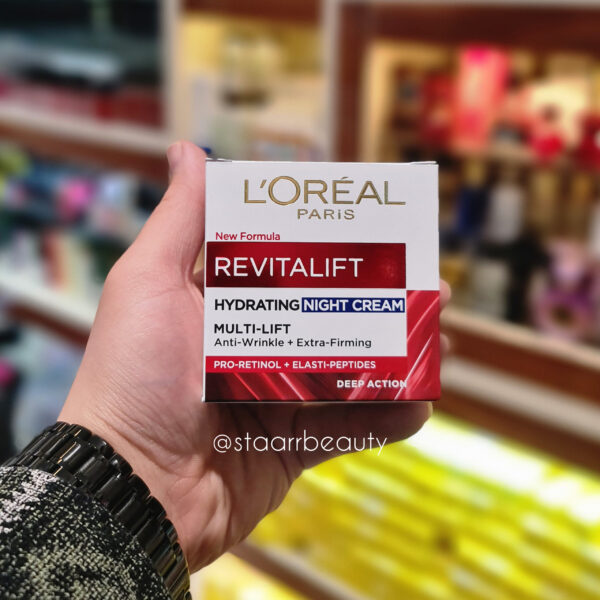 L'ORÉAL
PARIS
New Formula
REVITALIFT
HYDRATING NIGHT CREAM
MULTI-LIFT
Anti-Wrinkle + Extra-Firming
PRO-RETINOL + ELASTI-PEPTIDES
DEEP ACTION
@staarrbeauty